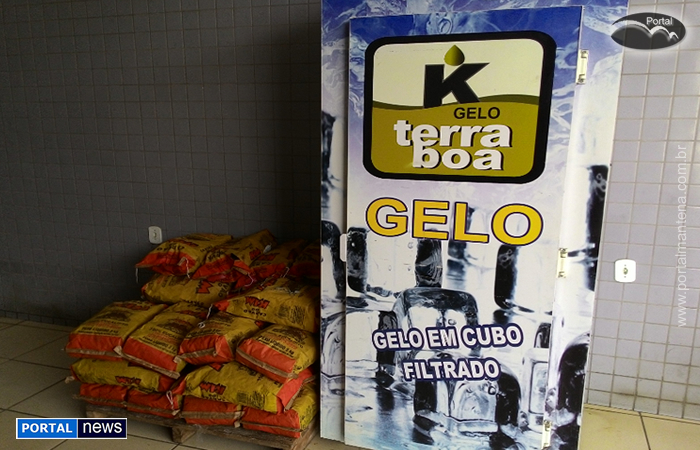 Portal
K
GELO
terra
boa
GELO
GELO EM CUBO
FILTRADO
www.portalmantena.com.br
PORTAL news